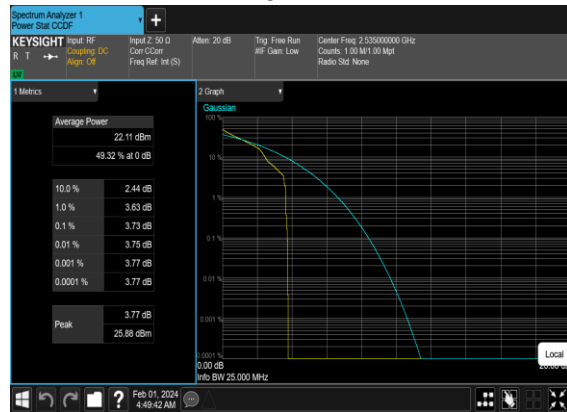 Spectrum Analyzer 1
Power Stat CCDF
+
KEYSIGHT
R T
Input: RF
Coupling: DC
Align: Off
Input Z: 50 Ω
Corr CCorr
Freq Ref: Int (S)
Atten: 20 dB
Trig: Free Run
#IF Gain: Low
Center Freq: 2.535000000 GHz
Counts: 1.00 M/1.00 Mpt
Radio Std: None
1 Metrics
Average Power
22.11 dBm
49.32 % at 0 dB
10.0 % 2.44 dB
1.0 % 3.63 dB
0.1 % 3.73 dB
0.01 % 3.75 dB
0.001 % 3.77 dB
0.0001 % 3.77 dB
Peak
3.77 dB
25.88 dBm
2 Graph
Gaussian
100 %
10 %
1 %
0.1 %
0.01 %
0.001 %
0.0001 %
0.00 dB
Info BW 25.000 MHz
Local
?
Feb 01, 2024
4:49:42 AM